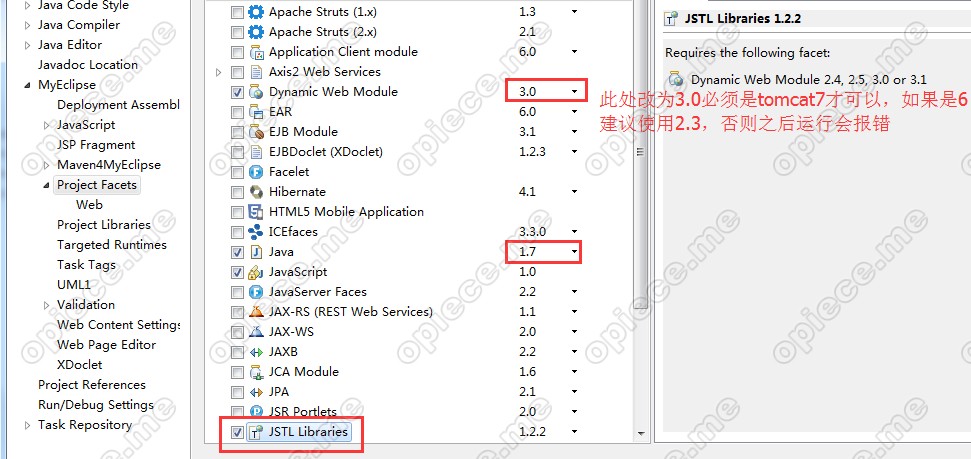 Java Code Style
Java Compiler
Java Editor
Javadoc Location
MyEclipse
Deployment Assembl
JavaScript
JSP Fragment
Maven4MyEclipse
Project Facets
Web
Project Libraries
Targeted Runtimes
Task Tags
UML1
Validation
Web Content Settings
Web Page Editor
XDoclet
Project References
Run/Debug Settings
Task Repository
Apache Struts (1.x) 1.3
Apache Struts (2.x) 2.1
Application Client module 6.0
Axis2 Web Services
Dynamic Web Module 3.0
EAR 6.0
EJB Module 3.1
EJBDoclet (XDoclet) 1.2.3
Facelet
Hibernate 4.1
HTML5 Mobile Application
ICEfaces 3.3.0
Java 1.7
JavaScript 1.0
JavaServer Faces 2.2
JAX-RS (REST Web Services) 1.1
JAX-WS 2.0
JAXB 2.2
JCA Module 1.6
JPA 2.1
JSR Portlets 2.0
JSTL Libraries 1.2.2
JSTL Libraries 1.2.2
Requires the following facet:
Dynamic Web Module 2.4, 2.5, 3.0 or 3.1
此处改为3.0必须是tomcat7才可以，如果是6
建议使用2.3，否则之后运行会报错
opiece.me